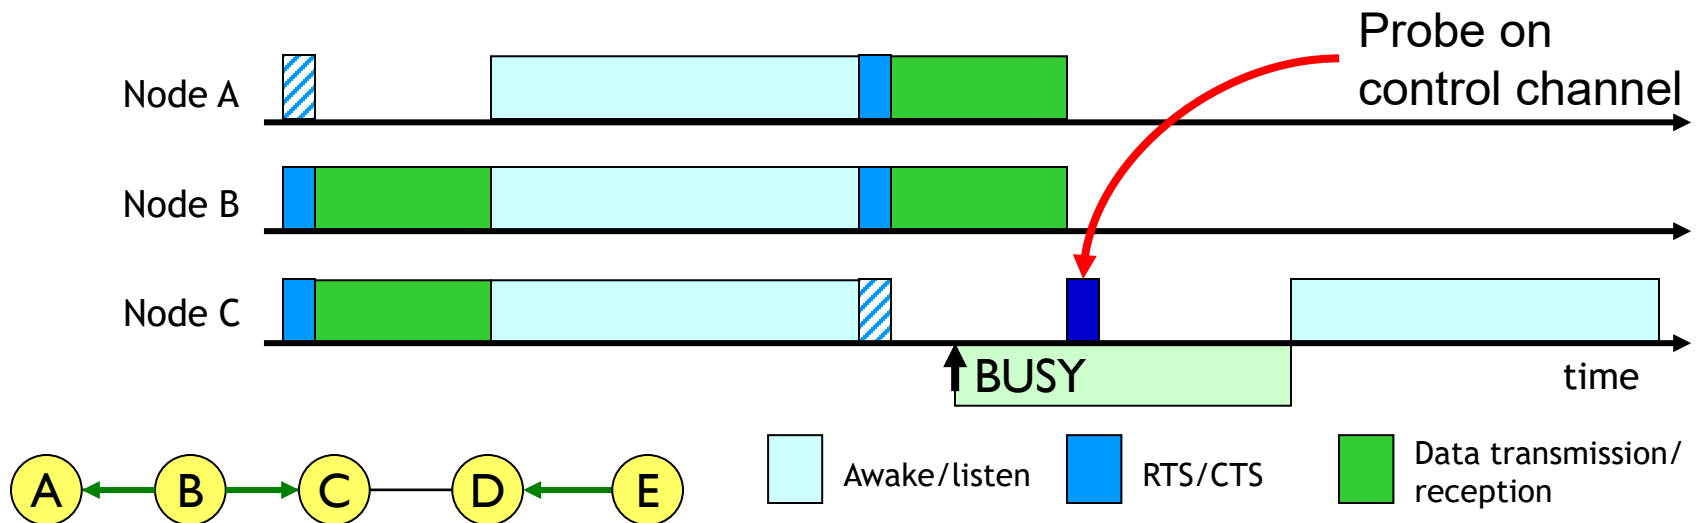 Probe on
control channel
Node A
Node B
Node C
BUSY
time
Awake/listen
RTS/CTS
Data transmission/
reception
A B C D E